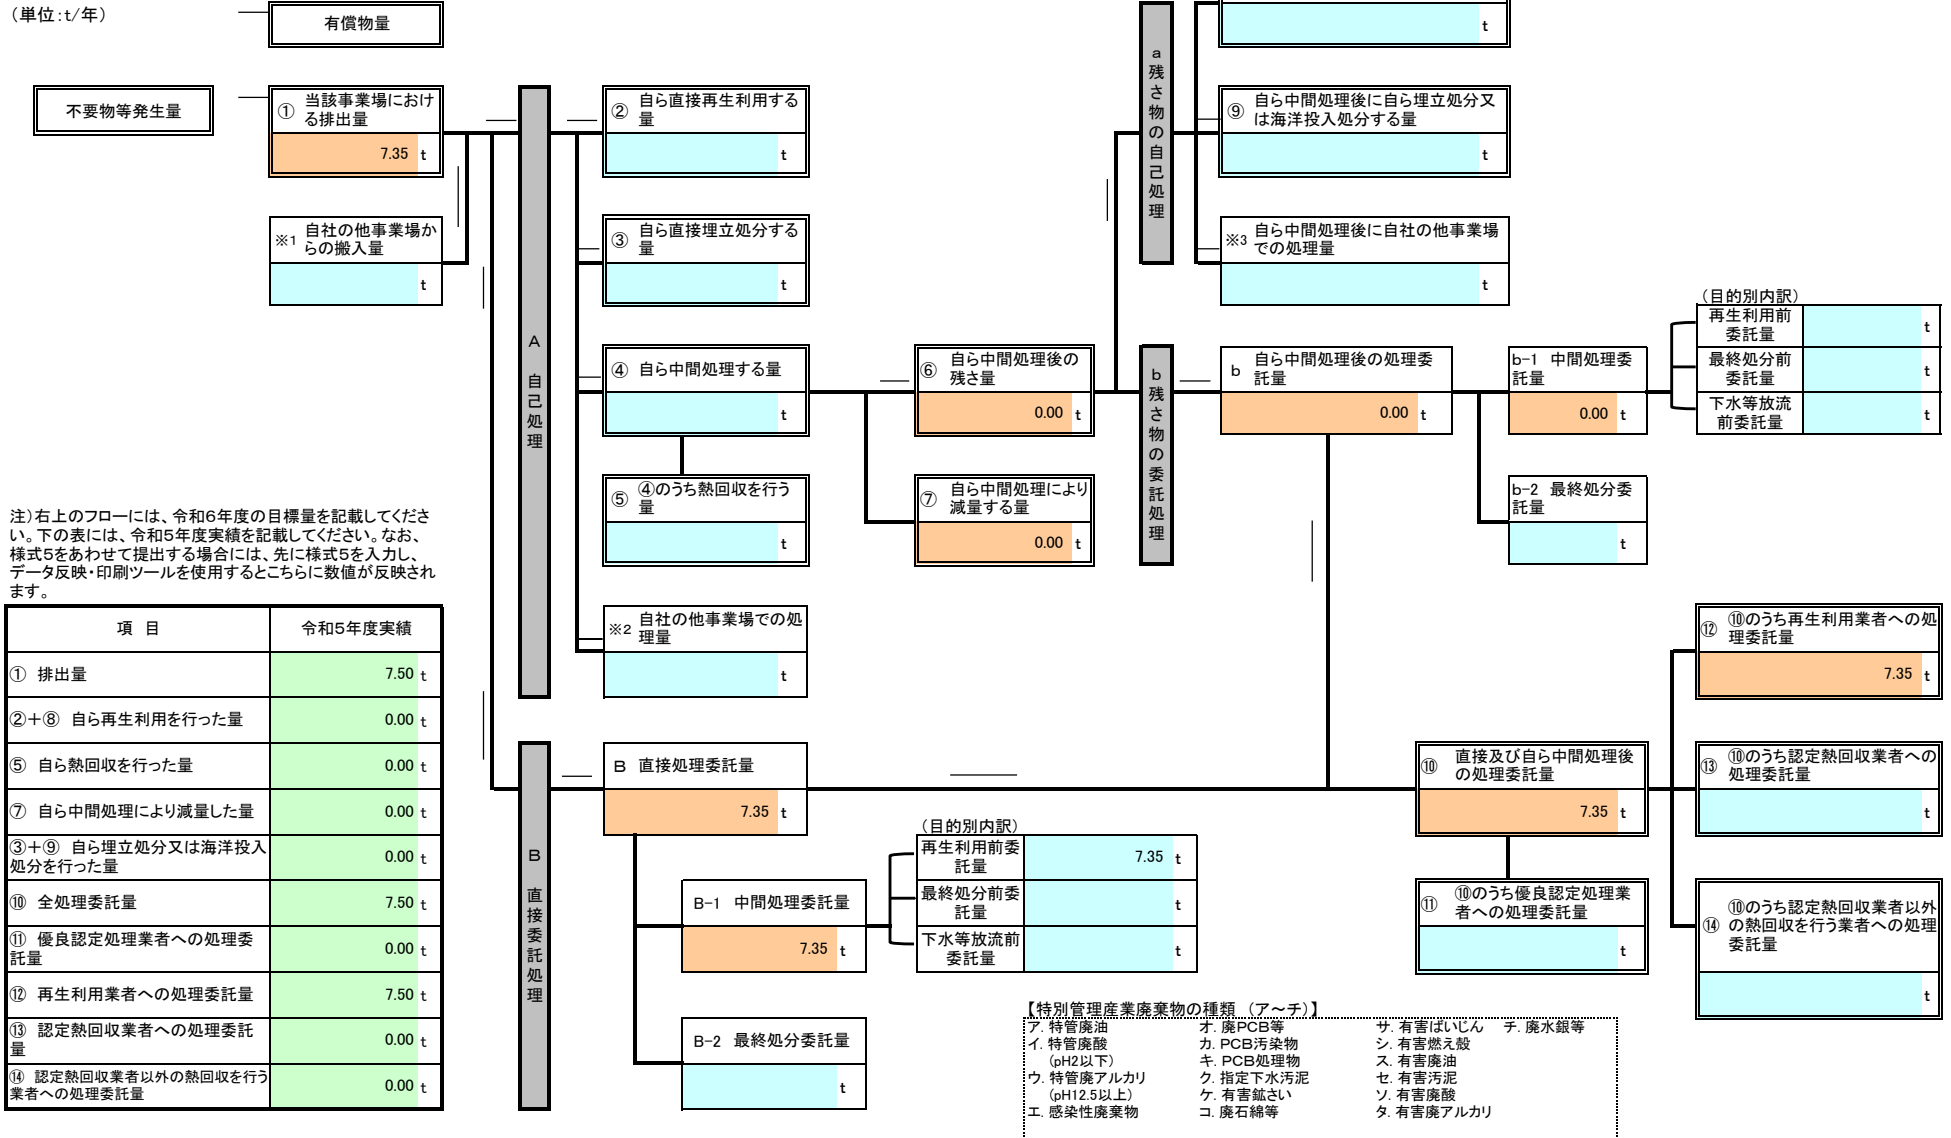 （単位:t/年）
有償物量
t
不要物等発生量
① 当該事業場におけ
る排出量
7.35 t
② 自ら直接再生利用する
量
t
a
残
さ
物
の
自
己
処
理
⑨ 自ら中間処理後に自ら埋立処分又
は海洋投入処分する量
t
※1 自社の他事業場か
らの搬入量
t
③ 自ら直接埋立処分する
量
t
※3 自ら中間処理後に自社の他事業場
での処理量
t
A
自
己
処
理
④ 自ら中間処理する量
t
⑥ 自ら中間処理後の
残さ量
0.00 t
b
残
さ
物
の
委
託
処
理
b 自ら中間処理後の処理委
託量
0.00 t
b-1 中間処理委
託量
0.00 t
（目的別内訳）
再生利用前
委託量
t
最終処分前
委託量
t
下水等放流
前委託量
t
⑤ ④のうち熱回収を行う
量
t
⑦ 自ら中間処理により
減量する量
0.00 t
b-2 最終処分委
託量
t
注）右上のフローには、令和６年度の目標量を記載してくださ
い。下の表には、令和５年度実績を記載してください。なお、
様式５をあわせて提出する場合には、先に様式５を入力し、
データ反映・印刷ツールを使用するとこちらに数値が反映され
ます。
項 目 令和５年度実績
① 排出量 7.50 t
②＋⑧ 自ら再生利用を行った量 0.00 t
⑤ 自ら熱回収を行った量 0.00 t
⑦ 自ら中間処理により減量した量 0.00 t
③＋⑨ 自ら埋立処分又は海洋投入
処分を行った量 0.00 t
⑩ 全処理委託量 7.50 t
⑪ 優良認定処理業者への処理委
託量 0.00 t
⑫ 再生利用業者への処理委託量 7.50 t
⑬ 認定熱回収業者への処理委託
量 0.00 t
⑭ 認定熱回収業者以外の熱回収を行う
業者への処理委託量 0.00 t
※2 自社の他事業場での処
理量
t
B
直
接
委
託
処
理
B 直接処理委託量
7.35 t
B-1 中間処理委託量
7.35 t
（目的別内訳）
再生利用前委
託量
7.35 t
最終処分前委
託量
t
下水等放流前
委託量
t
B-2 最終処分委託量
t
⑩ 直接及び自ら中間処理後
の処理委託量
7.35 t
⑪ ⑩のうち優良認定処理業
者への処理委託量
t
⑫ ⑩のうち再生利用業者への処
理委託量
7.35 t
⑬ ⑩のうち認定熱回収業者への
処理委託量
t
⑭ ⑩のうち認定熱回収業者以外
の熱回収を行う業者への処理
委託量
t
【特別管理産業廃棄物の種類 （ア～チ）】
ア. 特管廃油 オ. 廃PCB等 サ. 有害ばいじん チ. 廃水銀等
イ. 特管廃酸 カ. PCB汚染物 シ. 有害燃え殻
(pH2以下) キ. PCB処理物 ス. 有害廃油
ウ. 特管廃アルカリ ク. 指定下水汚泥 セ. 有害汚泥
(pH12.5以上) ケ. 有害鉱さい ソ. 有害廃酸
エ. 感染性廃棄物 コ. 廃石綿等 タ. 有害廃アルカリ